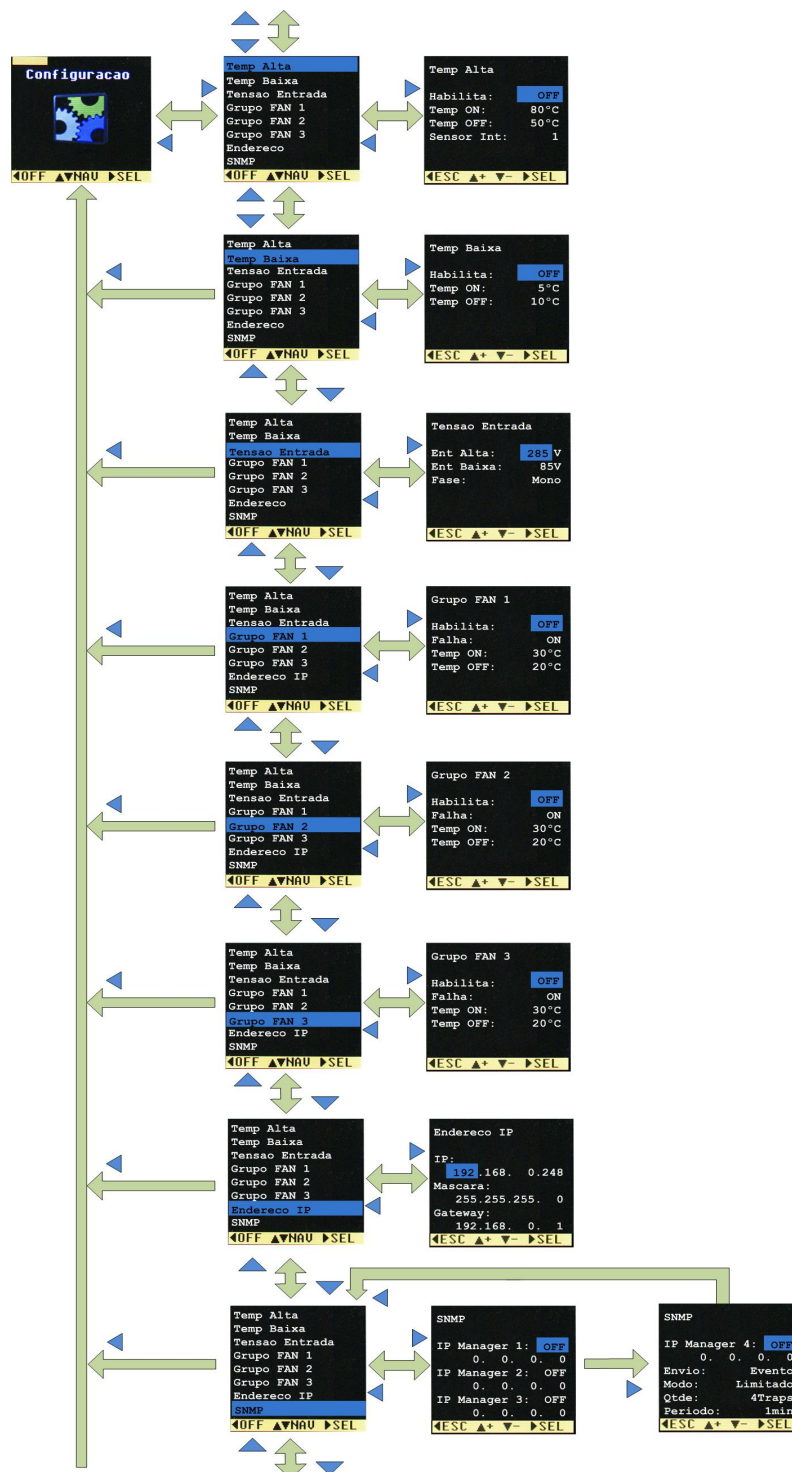 Configuracao
◀OFF ▲▼NAV ▶SEL
Temp Alta
Temp Baixa
Tensao Entrada
Grupo FAN 1
Grupo FAN 2
Grupo FAN 3
Endereco
SNMP
◀OFF ▲▼NAV ▶SEL
Temp Alta
Habilita: OFF
Temp ON: 80°C
Temp OFF: 50°C
Sensor Int: 1
◀ESC ▲+ ▼- ▶SEL
Temp Alta
Temp Baixa
Tensao Entrada
Grupo FAN 1
Grupo FAN 2
Grupo FAN 3
Endereco
SNMP
◀OFF ▲▼NAV ▶SEL
Temp Baixa
Habilita: OFF
Temp ON: 5°C
Temp OFF: 10°C
◀ESC ▲+ ▼- ▶SEL
Temp Alta
Temp Baixa
Tensao Entrada
Grupo FAN 1
Grupo FAN 2
Grupo FAN 3
Endereco
SNMP
◀OFF ▲▼NAV ▶SEL
Tensao Entrada
Ent Alta: 285 V
Ent Baixa: 85V
Fase: Mono
◀ESC ▲+ ▼- ▶SEL
Temp Alta
Temp Baixa
Tensao Entrada
Grupo FAN 1
Grupo FAN 2
Grupo FAN 3
Endereco IP
SNMP
◀OFF ▲▼NAV ▶SEL
Grupo FAN 1
Habilita: OFF
Falha: ON
Temp ON: 30°C
Temp OFF: 20°C
◀ESC ▲+ ▼- ▶SEL
Temp Alta
Temp Baixa
Tensao Entrada
Grupo FAN 1
Grupo FAN 2
Grupo FAN 3
Endereco IP
SNMP
◀OFF ▲▼NAV ▶SEL
Grupo FAN 2
Habilita: OFF
Falha: ON
Temp ON: 30°C
Temp OFF: 20°C
◀ESC ▲+ ▼- ▶SEL
Temp Alta
Temp Baixa
Tensao Entrada
Grupo FAN 1
Grupo FAN 2
Grupo FAN 3
Endereco IP
SNMP
◀OFF ▲▼NAV ▶SEL
Grupo FAN 3
Habilita: OFF
Falha: ON
Temp ON: 30°C
Temp OFF: 20°C
◀ESC ▲+ ▼- ▶SEL
Temp Alta
Temp Baixa
Tensao Entrada
Grupo FAN 1
Grupo FAN 2
Grupo FAN 3
Endereco IP
SNMP
◀OFF ▲▼NAV ▶SEL
Endereco IP
IP:
192.168. 0.248
Mascara:
255.255.255. 0
Gateway:
192.168. 0. 1
◀ESC ▲+ ▼- ▶SEL
Temp Alta
Temp Baixa
Tensao Entrada
Grupo FAN 1
Grupo FAN 2
Grupo FAN 3
Endereco IP
SNMP
◀OFF ▲▼NAV ▶SEL
SNMP
IP Manager 1: OFF
0. 0. 0. 0
IP Manager 2: OFF
0. 0. 0. 0
IP Manager 3: OFF
0. 0. 0. 0
◀ESC ▲+ ▼- ▶SEL
SNMP
IP Manager 4: OFF
0. 0. 0. 0
Envio: Evento
Modo: Limitado
Qtde: 4Traps
Periodo: 1min
◀ESC ▲+ ▼- ▶SEL